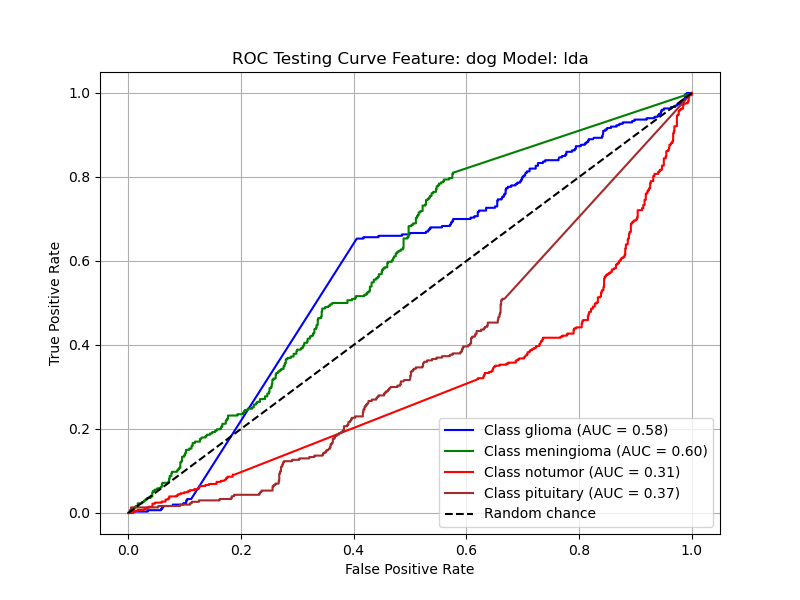 ROC Testing Curve Feature: dog Model: lda
True Positive Rate
1.0
0.8
0.6
0.4
0.2
0.0
Class glioma (AUC = 0.58)
Class meningioma (AUC = 0.60)
Class notumor (AUC = 0.31)
Class pituitary (AUC = 0.37)
Random chance
0.0 0.2 0.4 0.6 0.8 1.0
False Positive Rate